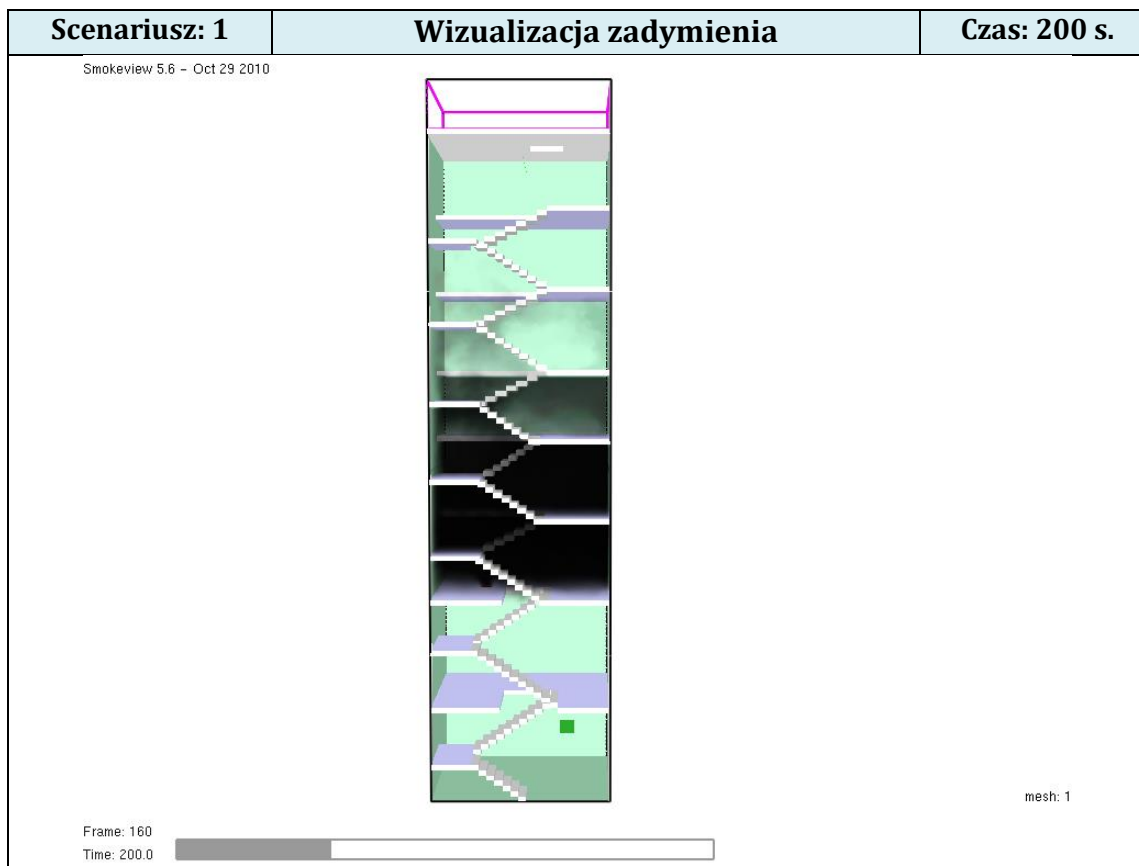 Scenariusz: 1 Wizualizacja zadymienia Czas: 200 s.
Smokeview 5.6 – Oct 29 2010
mesh: 1
Frame: 160
Time: 200.0